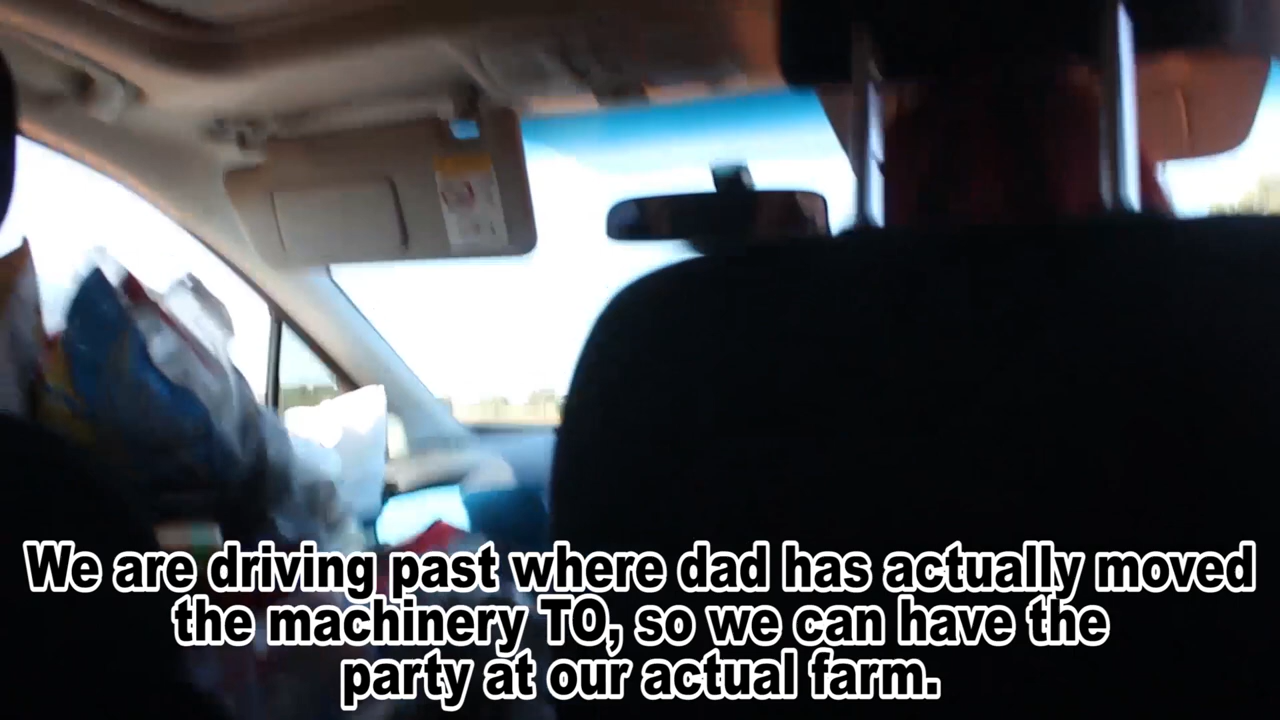 We are driving past where dad has actually moved
the machinery TO, so we can have the
party at our actual farm.